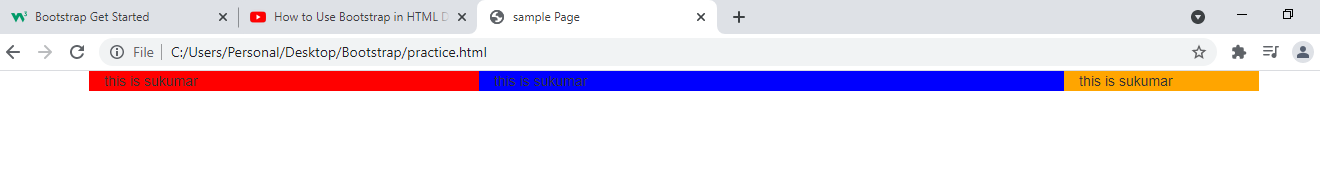 Bootstrap Get Started
How to Use Bootstrap in HTML D
sample Page
File
C:/Users/Personal/Desktop/Bootstrap/practice.html
this is sukumar
this is sukumar
this is sukumar